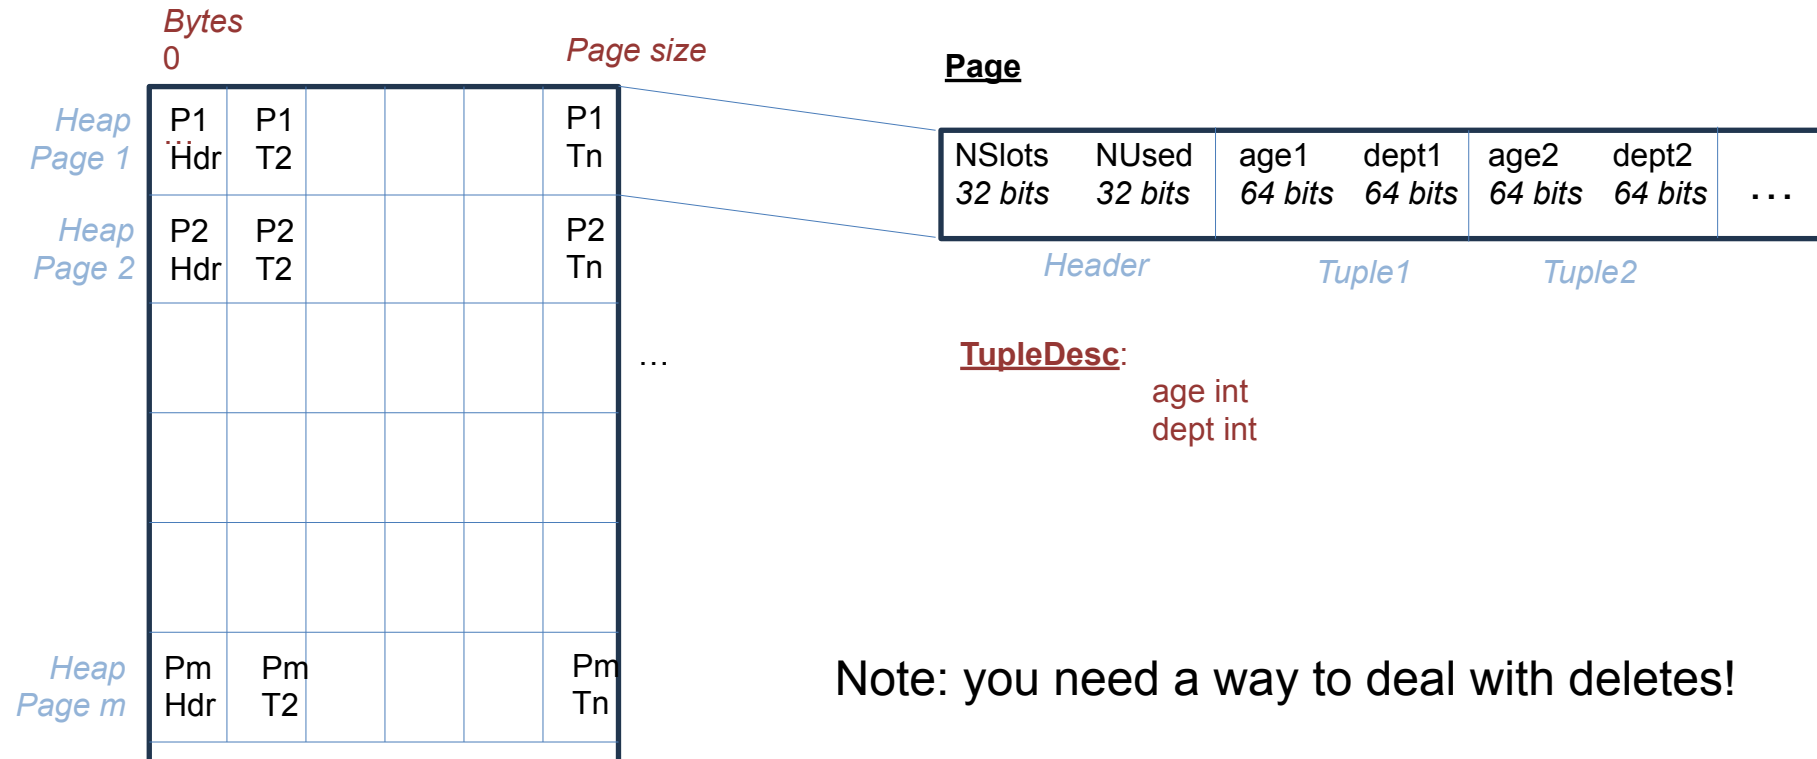 Bytes
0
Page size
Heap
Page 1
P1
...
Hdr
P1
T2
P1
Tn
Heap
Page 2
P2
Hdr
P2
T2
P2
Tn
...
Heap
Page m
Pm
Hdr
Pm
T2
Pm
Tn
Page
NSlots NUsed age1 dept1 age2 dept2
32 bits 32 bits 64 bits 64 bits 64 bits 64 bits ...
Header Tuple1 Tuple2
TupleDesc:
age int
dept int
Note: you need a way to deal with deletes!